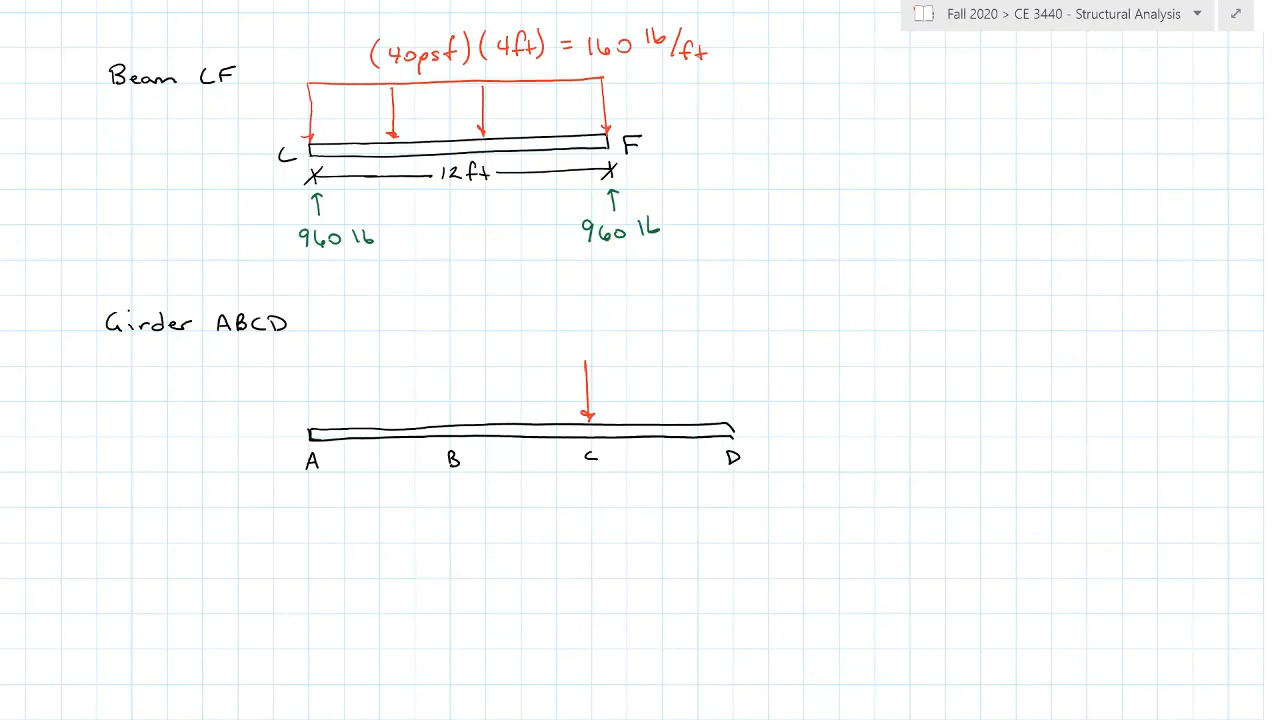 Fall 2020 > CE 3440 - Structural Analysis
(40psf)(4ft) = 160 lb/ft
Beam CF
C F
12ft
960 lb 960 lb
Girder ABCD
A B C D